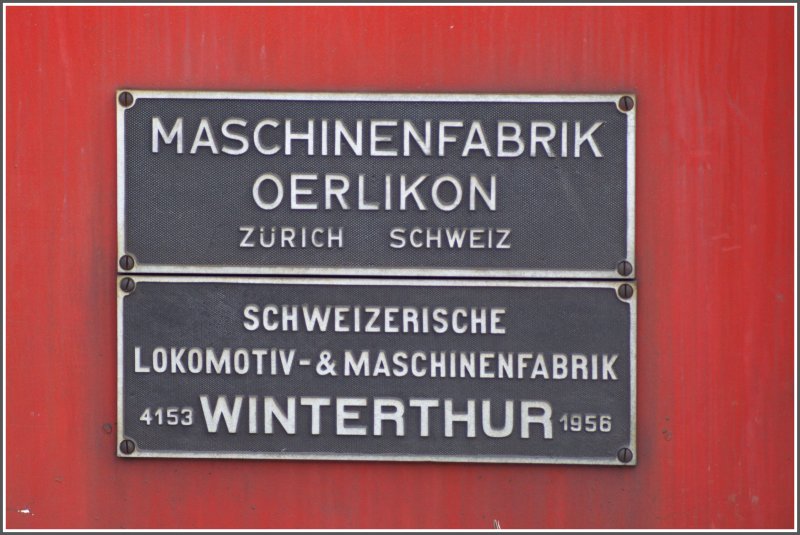 MASCHINENFABRIK
OERLIKON
ZÜRICH SCHWEIZ
SCHWEIZERISCHE
LOKOMOTIV-&MASCHINENFABRIK
4153 WINTERTHUR 1956